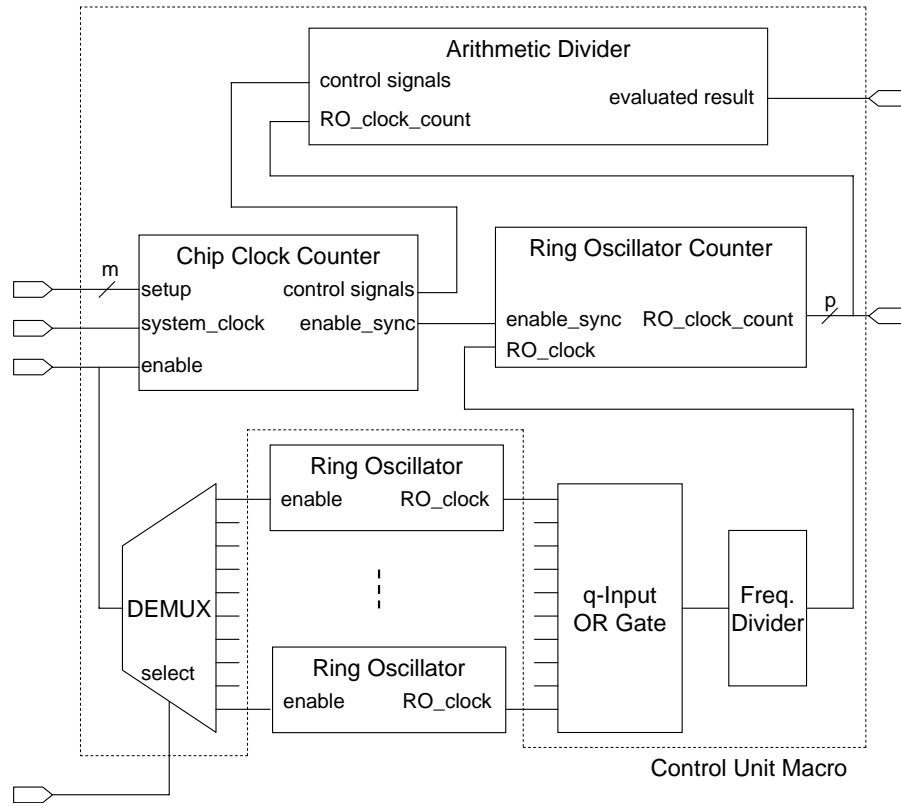 Arithmetic Divider
control signals
evaluated result
RO_clock_count
Chip Clock Counter
m
setup
control signals
system_clock
enable_sync
enable
Ring Oscillator Counter
p
enable_sync
RO_clock_count
RO_clock
Ring Oscillator
enable
RO_clock
DEMUX
select
q-Input
OR Gate
Freq.
Divider
Ring Oscillator
enable
RO_clock
Control Unit Macro